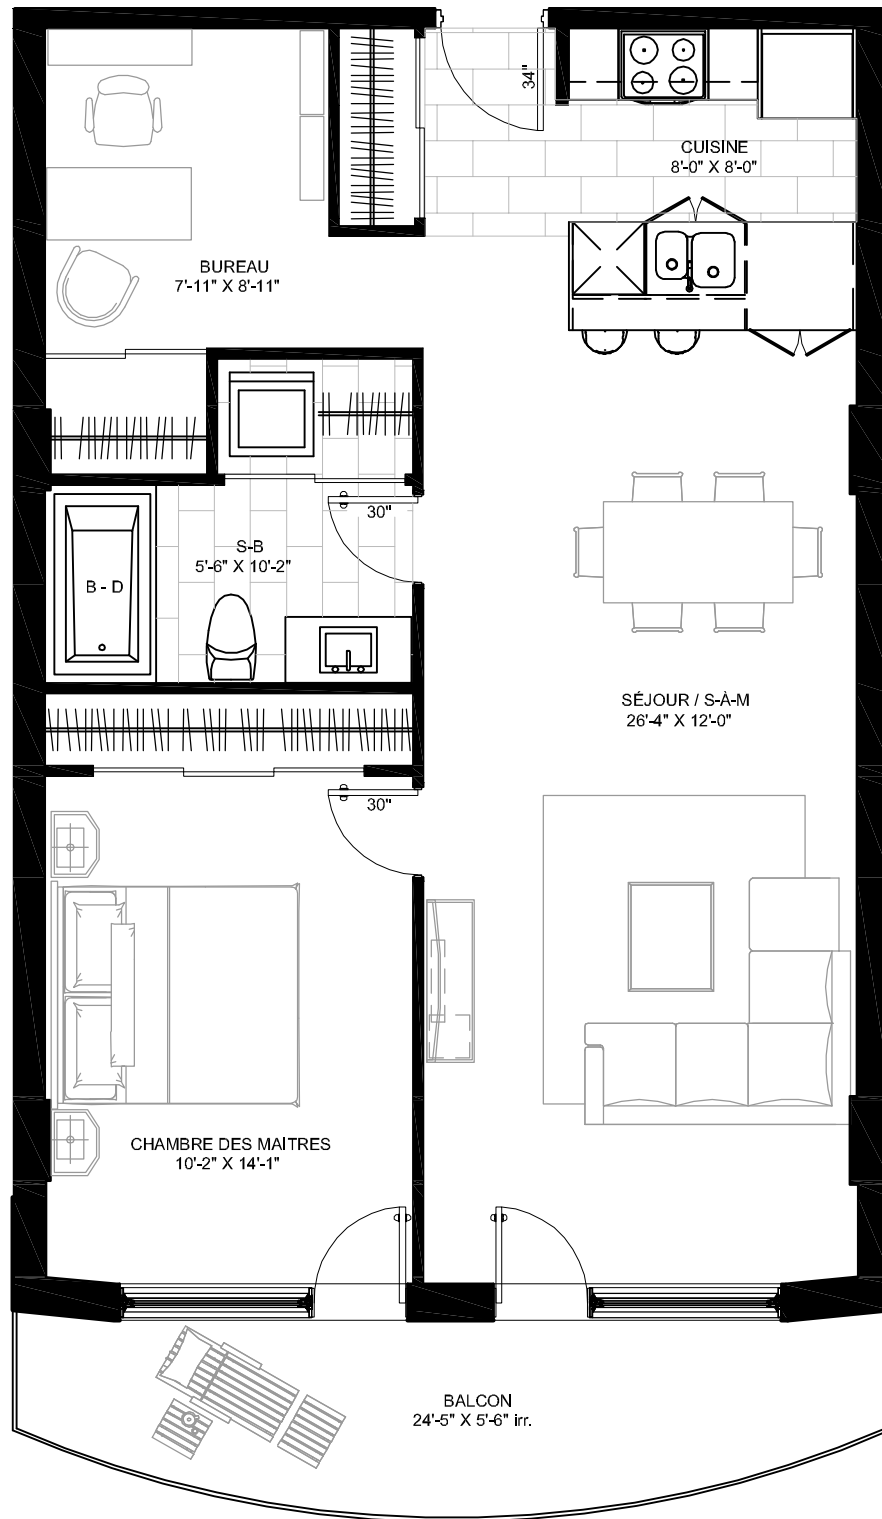 34"
CUISINE
8'-0" X 8'-0"
BUREAU
7'-11" X 8'-11"
30"
S-B
5'-6" X 10'-2"
B - D
SÉJOUR / S-À-M
26'-4" X 12'-0"
30"
CHAMBRE DES MAITRES
10'-2" X 14'-1"
BALCON
24'-5" X 5'-6" irr.